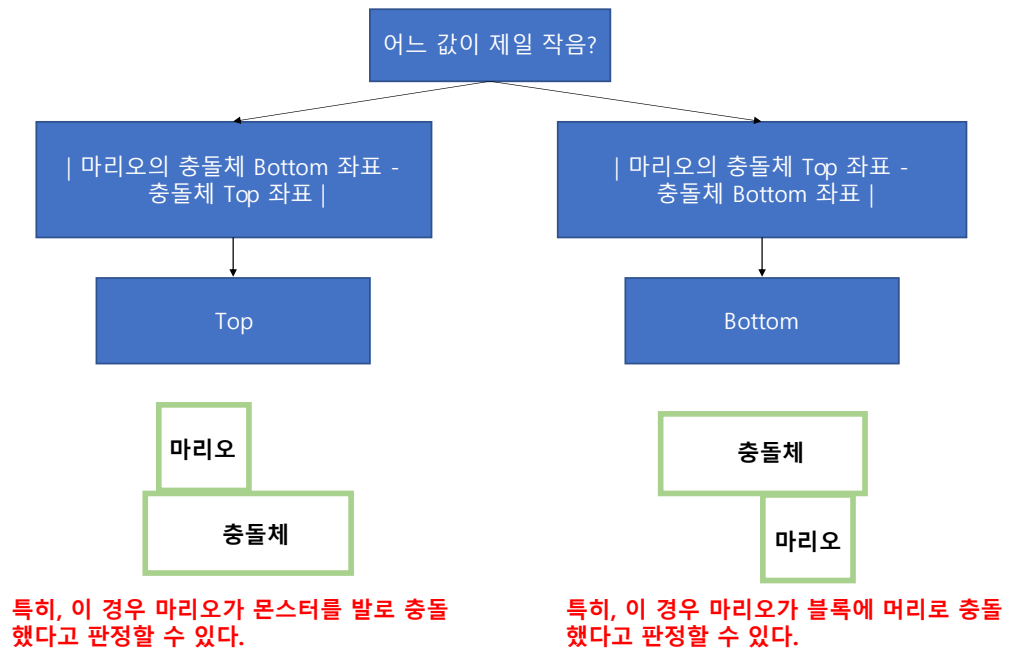 어느 값이 제일 작음?
| 마리오의 충돌체 Bottom 좌표 -
충돌체 Top 좌표 |
| 마리오의 충돌체 Top 좌표 -
충돌체 Bottom 좌표 |
Top
Bottom
마리오
충돌체
충돌체
마리오
특히, 이 경우 마리오가 몬스터를 발로 충돌
했다고 판정할 수 있다.
특히, 이 경우 마리오가 블록에 머리로 충돌
했다고 판정할 수 있다.